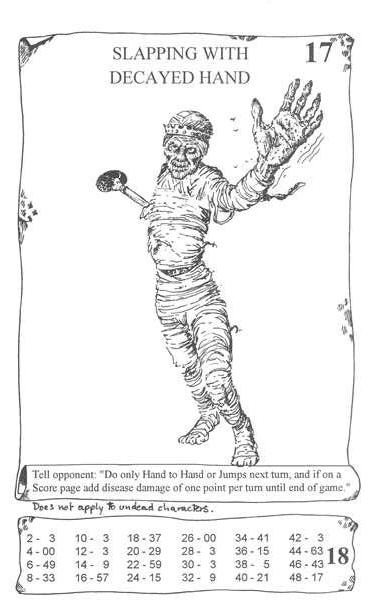 SLAPPING WITH 17
DECAYED HAND
Tell opponent: "Do only Hand to Hand or Jumps next turn, and if on a
Score page add disease damage of one point per turn until end of game."
Does not apply to undead characters.
2 - 3 10 - 3 18 - 37 26 - 00 34 - 41 42 - 3
4 - 00 12 - 3 20 - 29 28 - 3 36 - 15 44 - 63
6 - 49 14 - 9 22 - 59 30 - 3 38 - 5 46 - 43
8 - 33 16 - 57 24 - 15 32 - 9 40 - 21 48 - 17
18